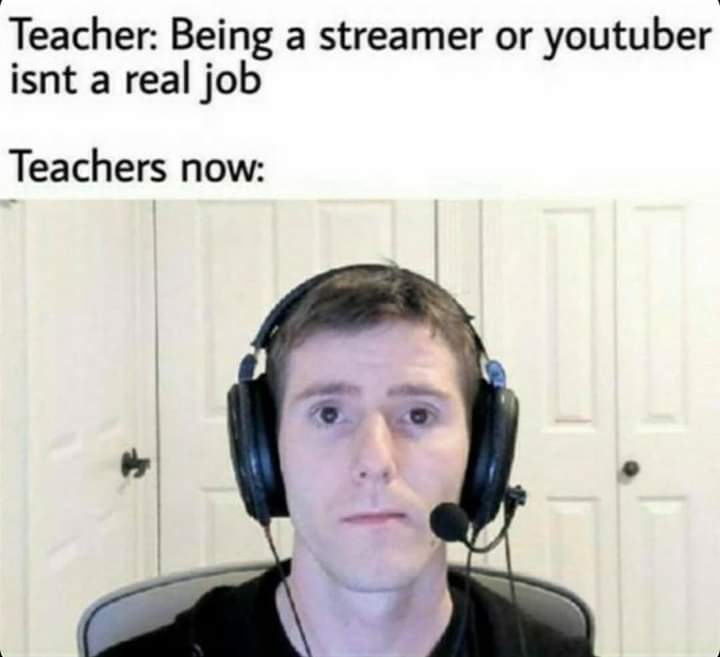 Teacher: Being a streamer or youtuber
isnt a real job
Teachers now: